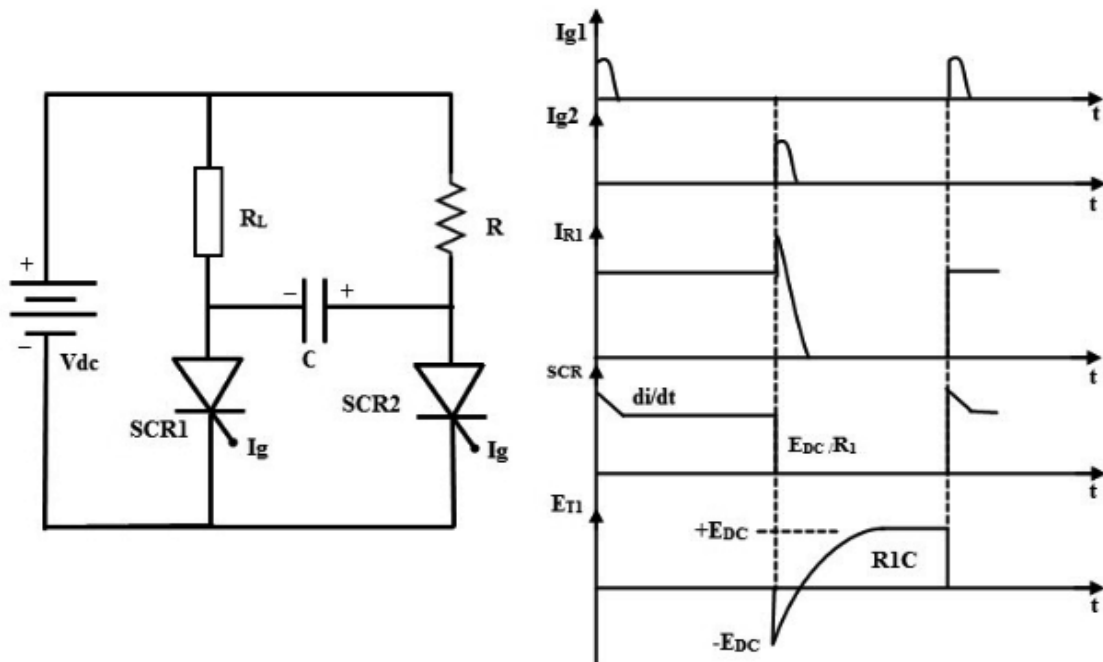 +
Vdc
−
RL
R
−
+
C
SCR1
Ig
SCR2
Ig
Ig1
t
Ig2
t
IR1
t
SCR
di/dt
EDC /R1
t
ET1
+EDC
R1C
t
-EDC